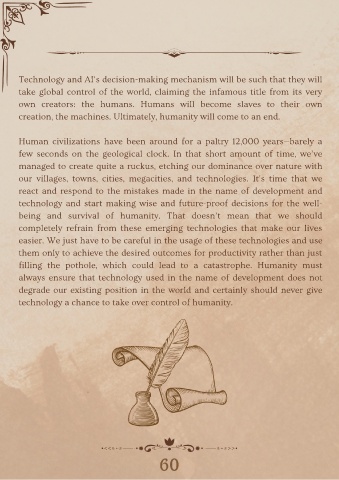 Technology and AI's decision-making mechanism will be such that they will
take global control of the world, claiming the infamous title from its very
own creators: the humans. Humans will become slaves to their own
creation, the machines. Ultimately, humanity will come to an end.
Human civilizations have been around for a paltry 12,000 years—barely a
few seconds on the geological clock. In that short amount of time, we've
managed to create quite a ruckus, etching our dominance over nature with
our villages, towns, cities, megacities, and technologies. It's time that we
react and respond to the mistakes made in the name of development and
technology and start making wise and future-proof decisions for the well-
being and survival of humanity. That doesn't mean that we should
completely refrain from these emerging technologies that make our lives
easier. We just have to be careful in the usage of these technologies and use
them only to achieve the desired outcomes for productivity rather than just
filling the pothole, which could lead to a catastrophe. Humanity must
always ensure that technology used in the name of development does not
degrade our existing position in the world and certainly should never give
technology a chance to take over control of humanity.
60